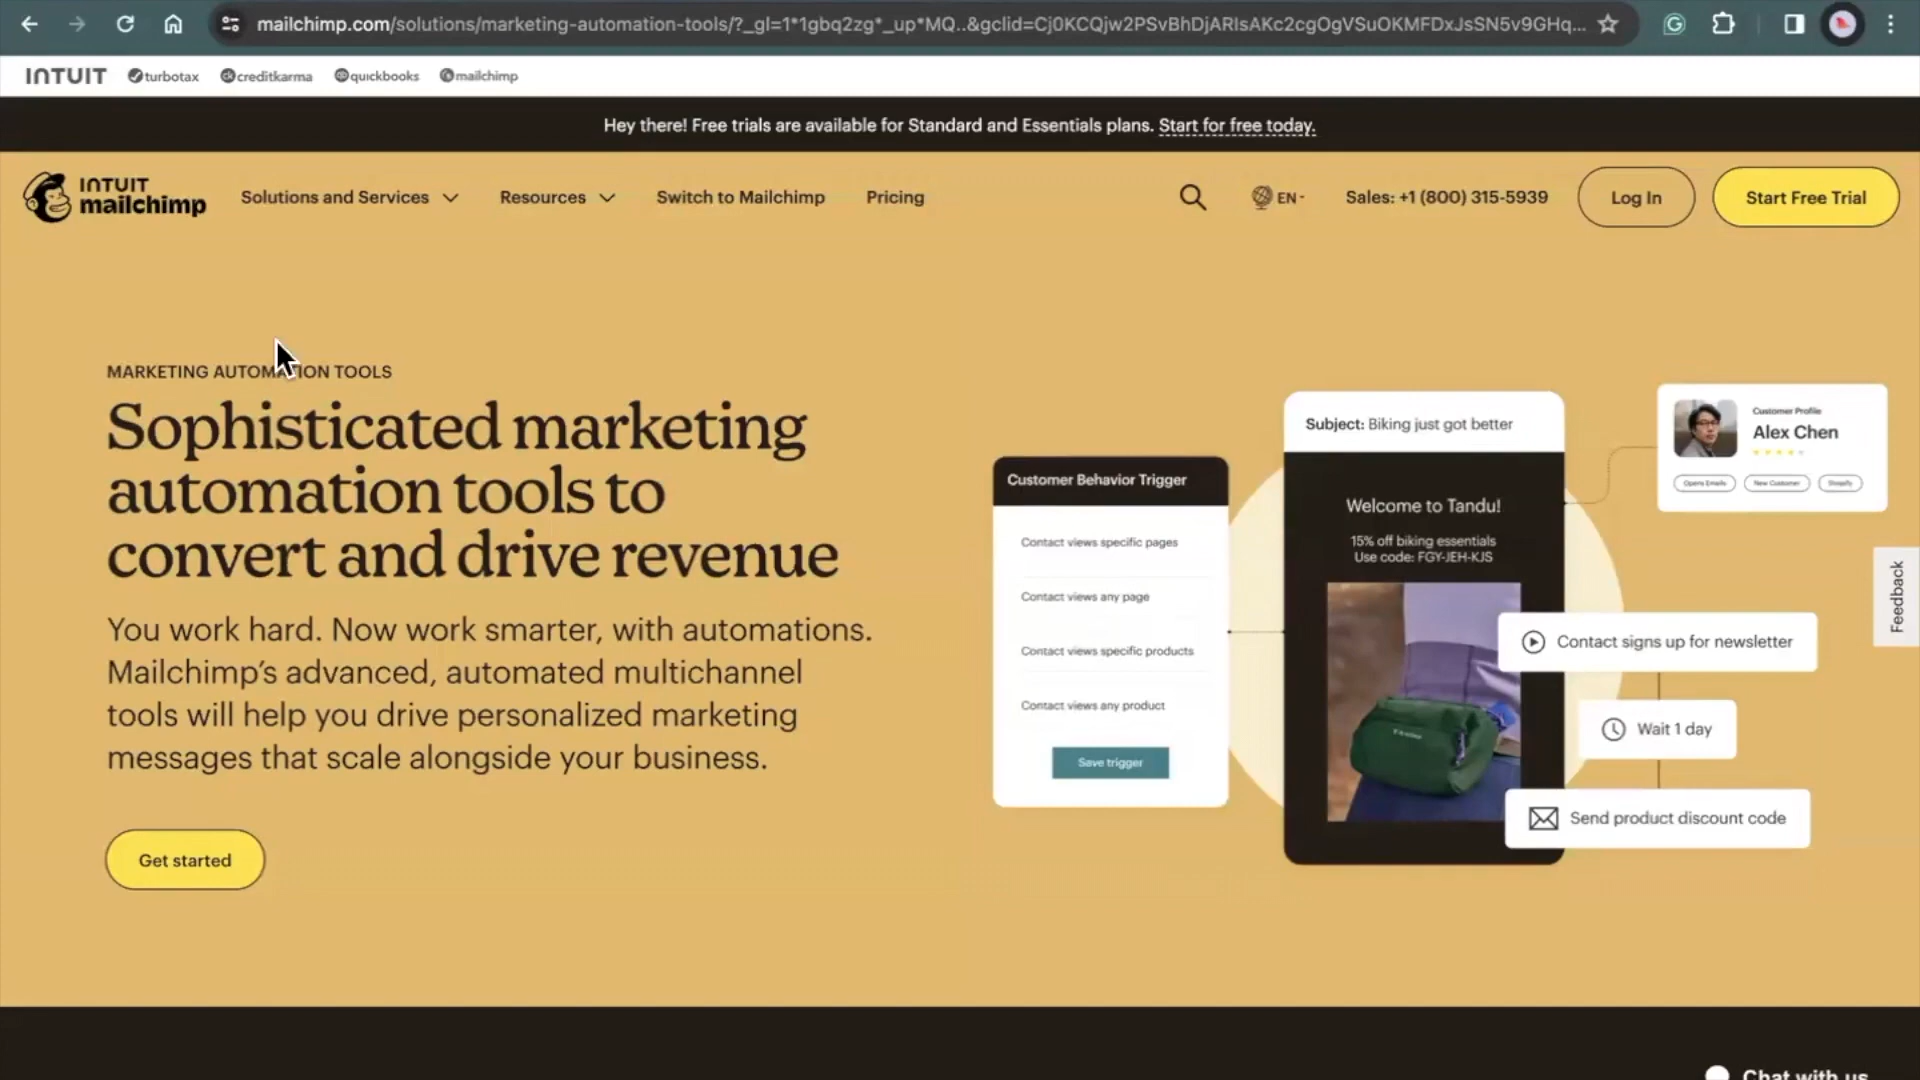 mailchimp.com/solutions/marketing-automation-tools/?_gl=1*1gbq2zg*_up*MQ..&gclid=Cj0KCQjw2PSvBhDjARIsAKc2cgOgVSuOKMFDxJsSN5v9GHq...
INTUIT turbotax creditkarma quickbooks mailchimp
Hey there! Free trials are available for Standard and Essentials plans. Start for free today.
INTUIT
mailchimp
Solutions and Services Resources Switch to Mailchimp Pricing EN Sales: +1 (800) 315-5939 Log In Start Free Trial
MARKETING AUTOMATION TOOLS
Sophisticated marketing
automation tools to
convert and drive revenue
You work hard. Now work smarter, with automations.
Mailchimp’s advanced, automated multichannel
tools will help you drive personalized marketing
messages that scale alongside your business.
Get started
Customer Behavior Trigger
Contact views specific pages
Contact views any page
Contact views specific products
Contact views any product
Save trigger
Subject: Biking just got better
Welcome to Tandu!
15% off biking essentials
Use code: FGY-JEH-KJS
Customer Profile
Alex Chen
Opens Emails New Customer Shopify
Contact signs up for newsletter
Wait 1 day
Send product discount code
Feedback
Chat with us